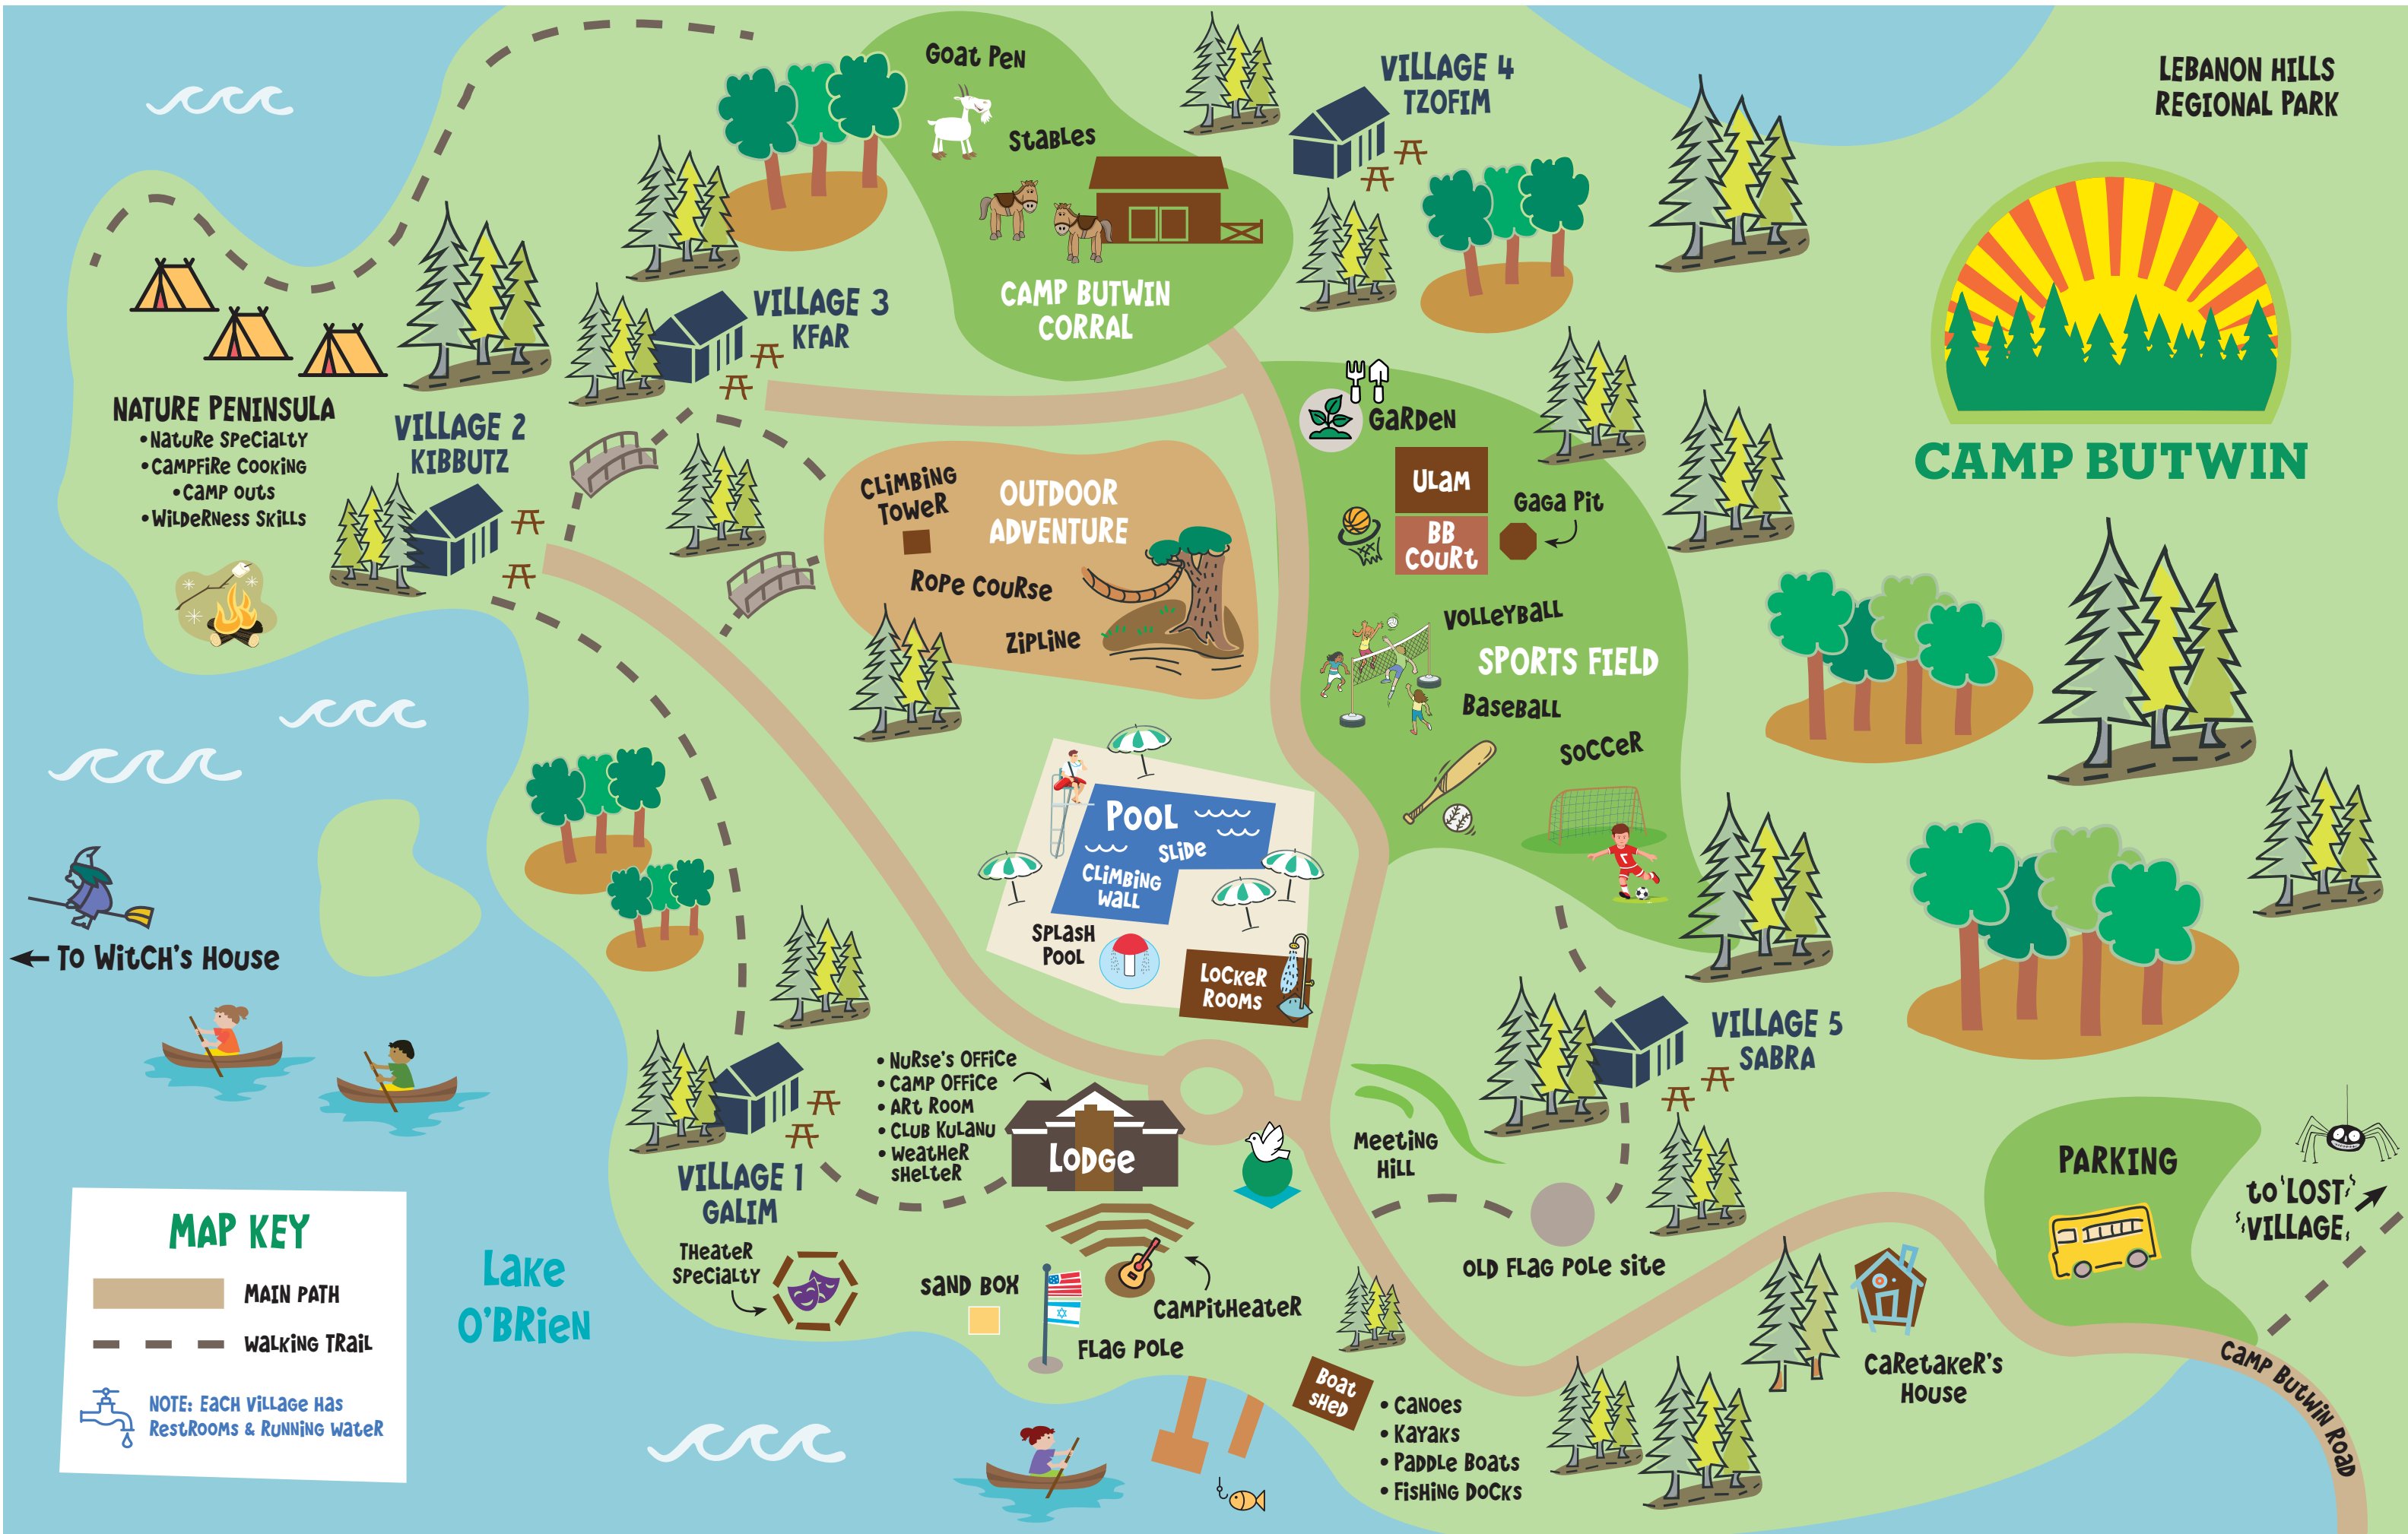 Goat Pen
Stables
CAMP BUTWIN
CORRAL
VILLAGE 4
TZOFIM
LEBANON HILLS
REGIONAL PARK
CAMP BUTWIN
VILLAGE 3
KFAR
NATURE PENINSULA
• Nature Specialty
• Campfire Cooking
• Camp Outs
• Wilderness Skills
VILLAGE 2
KIBBUTZ
Climbing
Tower
OUTDOOR
ADVENTURE
Rope Course
Zipline
Garden
Ulam
BB
Court
Gaga Pit
Volleyball
SPORTS FIELD
Baseball
Soccer
Pool
Slide
Climbing
Wall
Splash
Pool
Locker
Rooms
To Witch's House
VILLAGE 5
SABRA
• Nurse's Office
• Camp Office
• Art Room
• Club Kulanu
• Weather
Shelter
Lodge
Meeting
Hill
VILLAGE 1
GALIM
PARKING
to LOST
VILLAGE
Theater
Specialty
Sand Box
Campitheater
Flag Pole
Old Flag Pole Site
Caretaker's
House
Camp Butwin Road
Boat
Shed
• Canoes
• Kayaks
• Paddle Boats
• Fishing Docks
Lake
O'Brien
MAP KEY
Main Path
Walking Trail
NOTE: Each Village has
Restrooms & Running Water